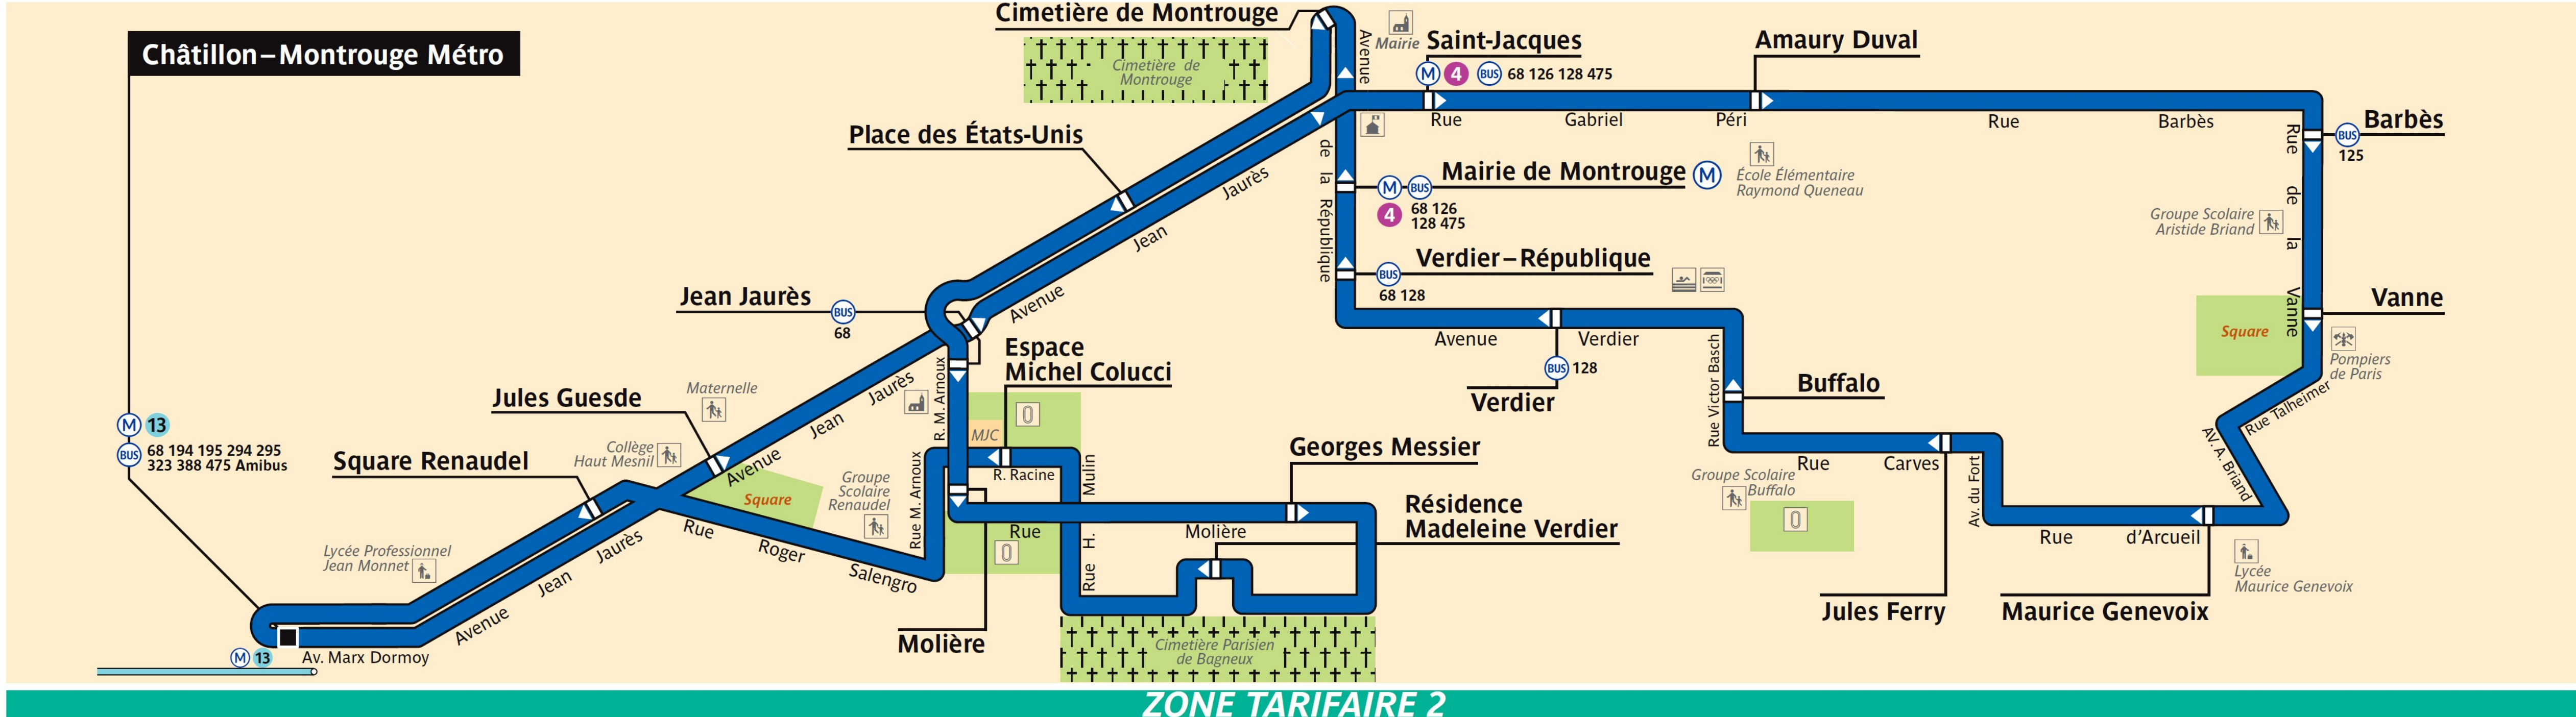 Châtillon–Montrouge Métro
M 13
BUS 68 194 195 294 295
323 388 475 Amibus
M 13
Av. Marx Dormoy
Avenue Jean Jaurès
Lycée Professionnel
Jean Monnet
Square Renaudel
Collège
Haut Mesnil
Jules Guesde
Maternelle
Avenue Jean Jaurès
Square
Rue Roger Salengro
Groupe
Scolaire
Renaudel
Rue M. Arnoux
R. M. Arnoux
Jean Jaurès
BUS
68
Espace
Michel Colucci
MJC
R. Racine
Rue H. Mulin
Molière
Rue Molière
Georges Messier
Résidence
Madeleine Verdier
Cimetière Parisien
de Bagneux
Avenue Jean Jaurès
Place des États-Unis
Cimetière de Montrouge
Cimetière de
Montrouge
Avenue de la République
Mairie
Saint-Jacques
M 4 BUS 68 126 128 475
Amaury Duval
Rue Gabriel Péri
Rue Barbès
Barbès
BUS
125
Mairie de Montrouge M
M BUS
4 68 126
128 475
École Élémentaire
Raymond Queneau
Verdier–République
BUS
68 128
Avenue Verdier
BUS 128
Verdier
Rue Victor Basch
Buffalo
Rue Carves
Groupe Scolaire
Buffalo
Jules Ferry
Av. du Fort
Rue d'Arcueil
Maurice Genevoix
Lycée
Maurice Genevoix
AV. A. Briand
Rue Talheimer
Rue de la Vanne
Groupe Scolaire
Aristide Briand
Square
Vanne
Pompiers
de Paris
ZONE TARIFAIRE 2